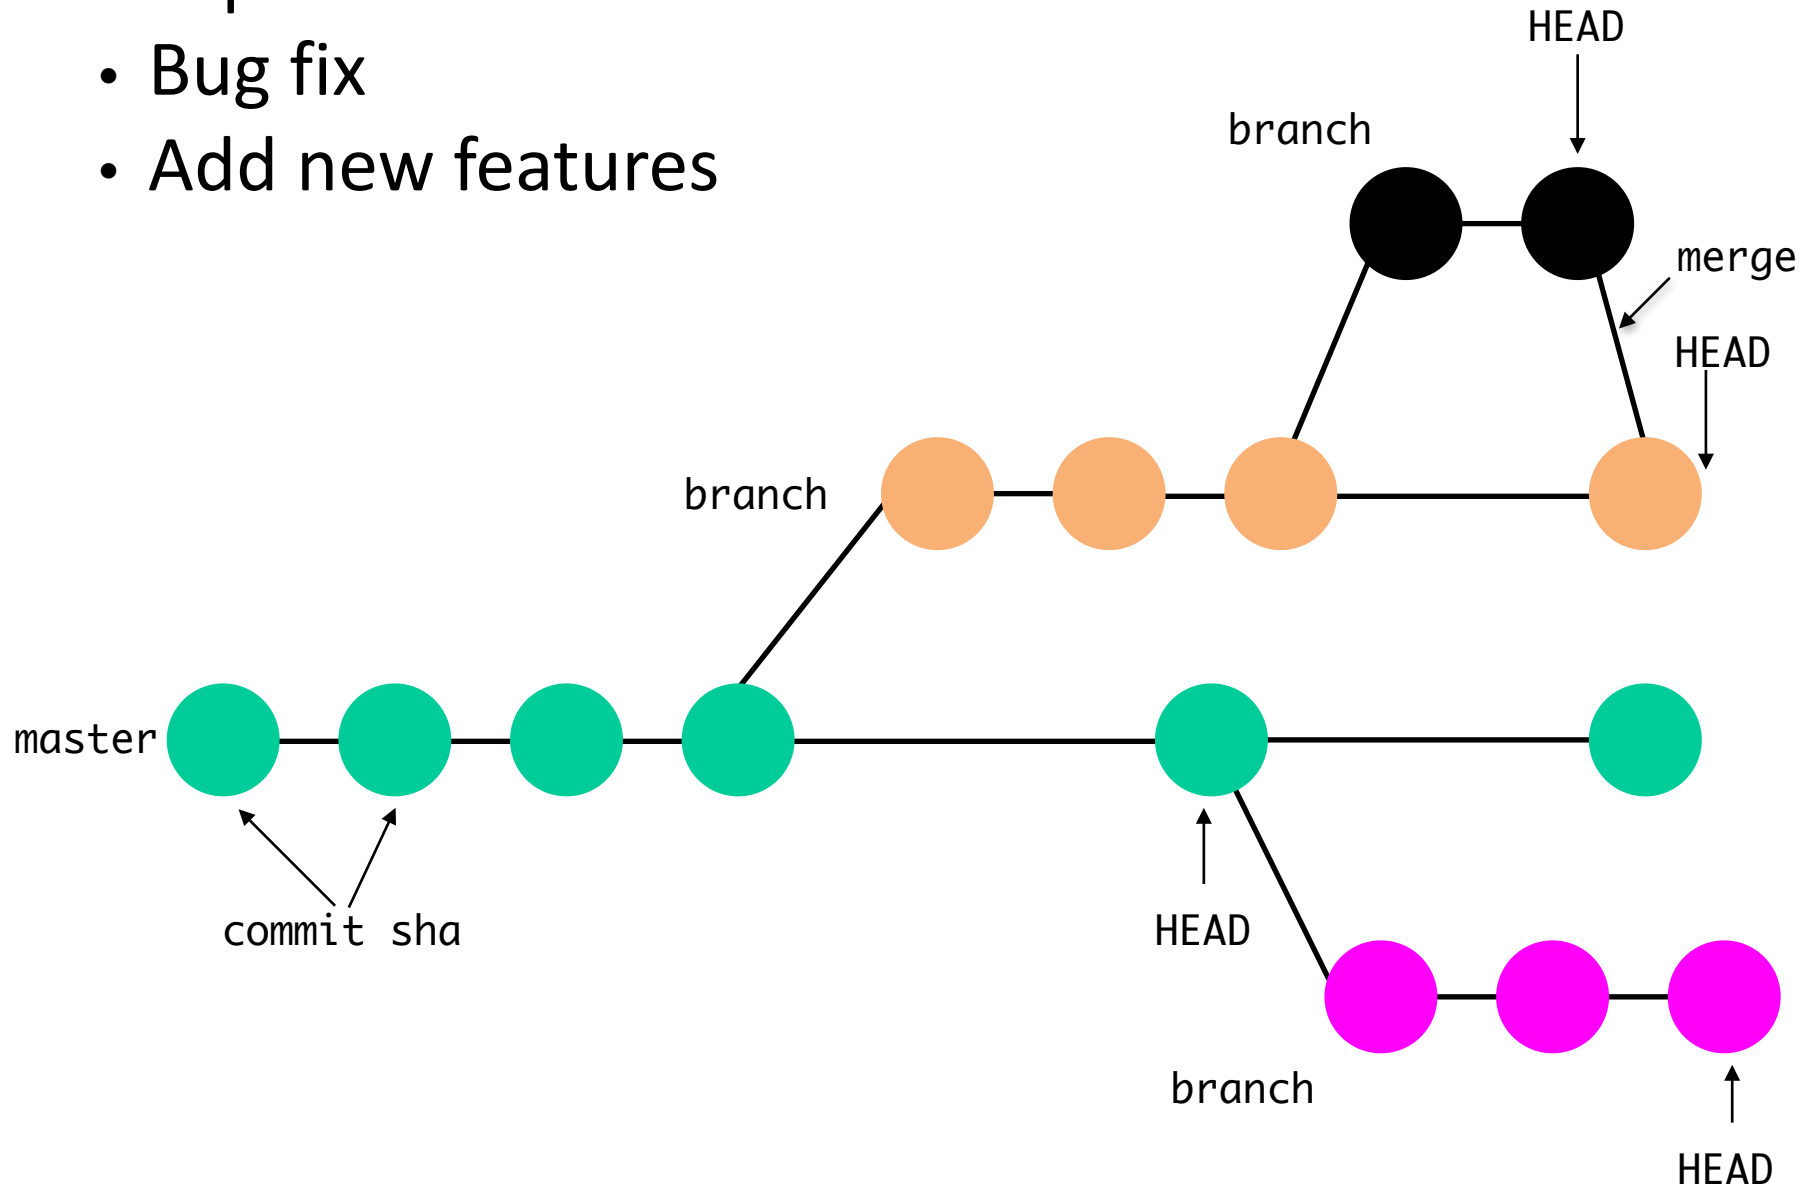 • Bug fix
• Add new features
HEAD
branch
merge
HEAD
branch
master
commit sha
HEAD
branch
HEAD